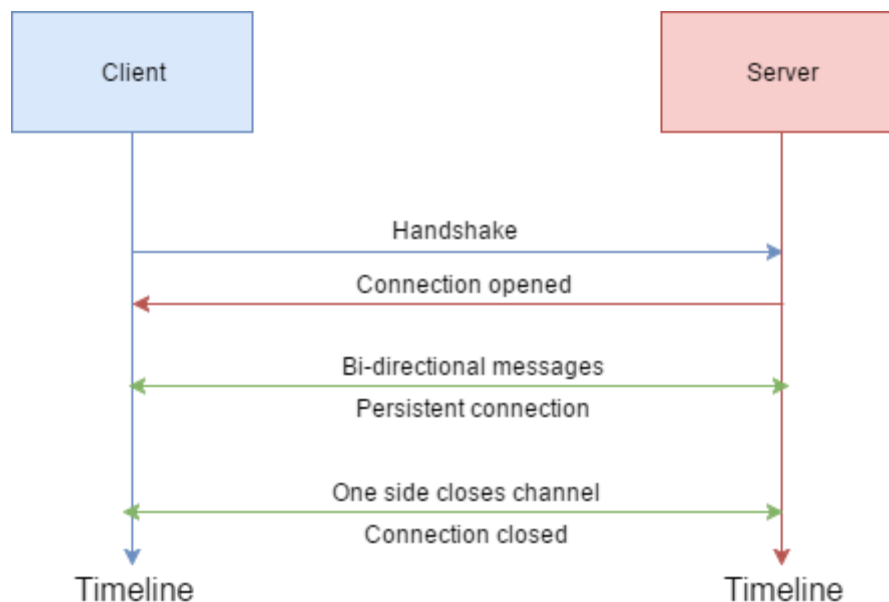 Client
Server
Handshake
Connection opened
Bi-directional messages
Persistent connection
One side closes channel
Connection closed
Timeline
Timeline